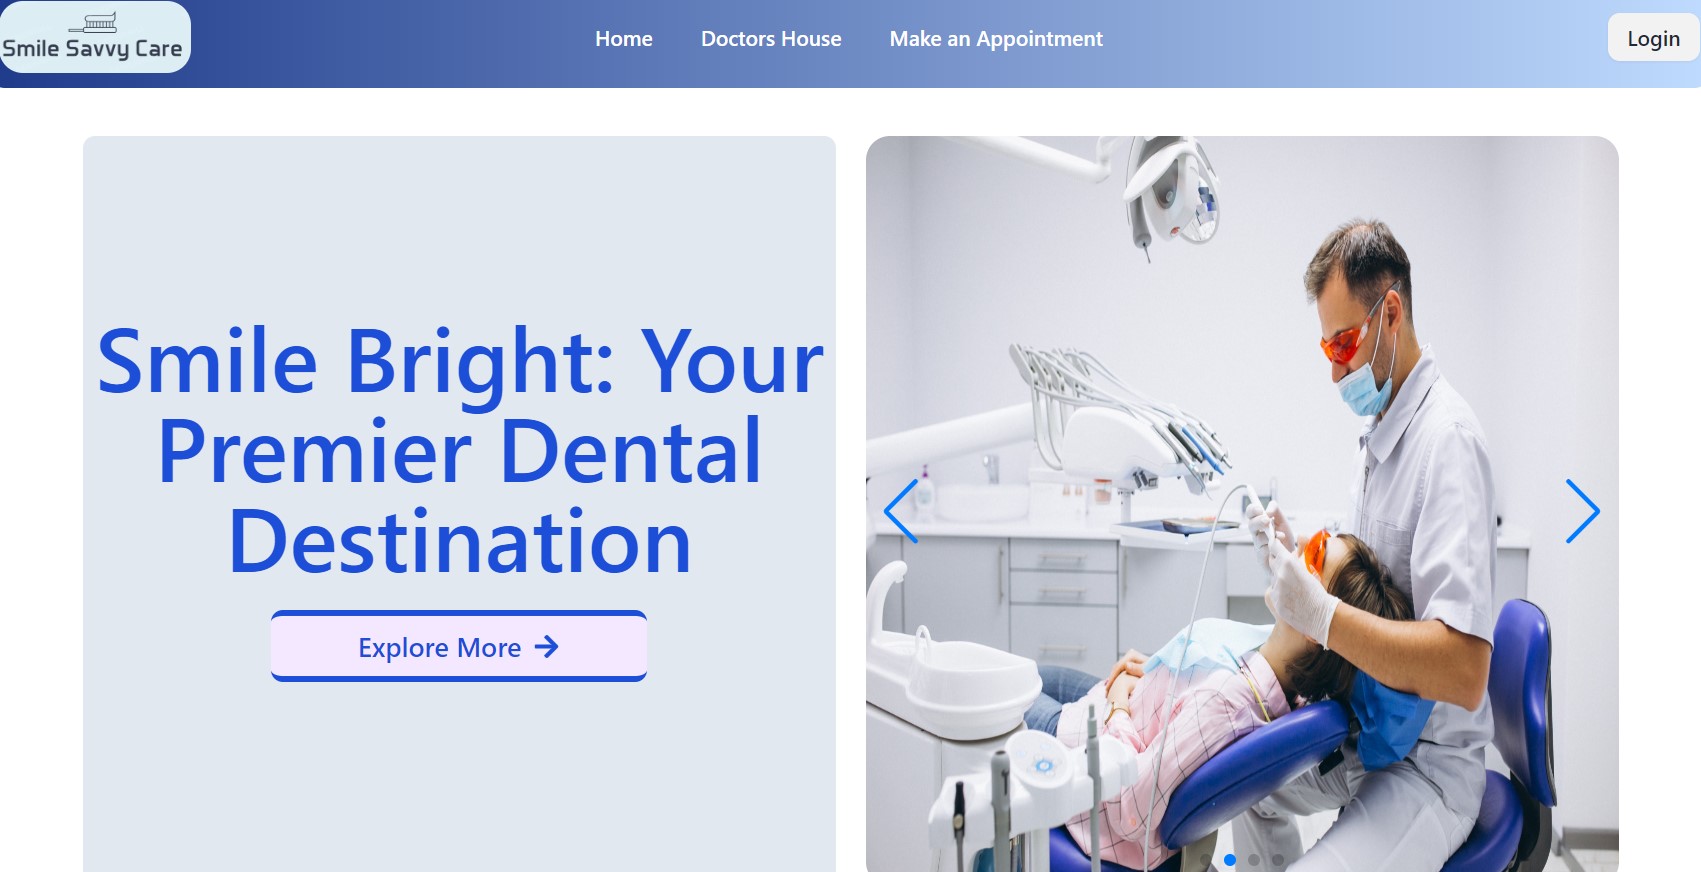 Smile Savvy Care
Home
Doctors House
Make an Appointment
Login
Smile Bright: Your
Premier Dental
Destination
Explore More